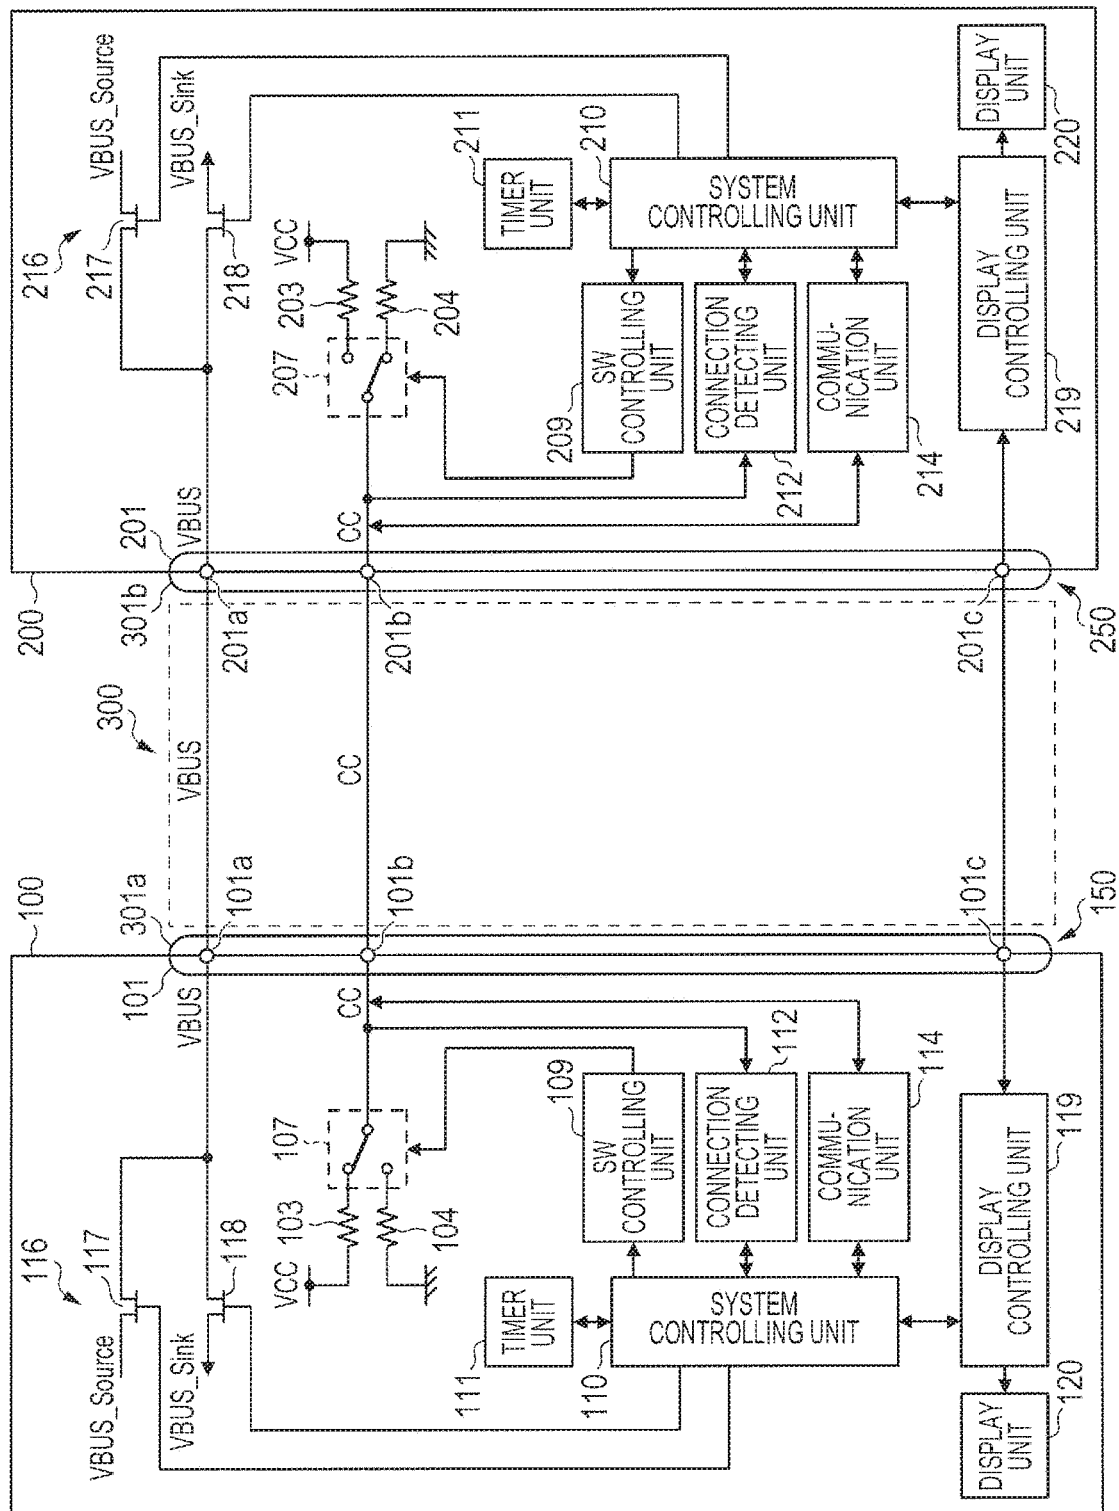 100
300
200
116
117
VBUS_Source
VBUS_Sink
118
VBUS
101
301a
101a
VBUS
301b
201
201a
VBUS
216
217
VBUS_Source
VBUS_Sink
218
VCC
103
104
107
CC
101b
CC
201b
CC
207
203
204
VCC
111
TIMER
UNIT
110
SYSTEM
CONTROLLING UNIT
109
SW
CONTROLLING
UNIT
112
CONNECTION
DETECTING
UNIT
114
COMMU-
NICATION
UNIT
209
SW
CONTROLLING
UNIT
212
CONNECTION
DETECTING
UNIT
214
COMMU-
NICATION
UNIT
211
TIMER
UNIT
210
SYSTEM
CONTROLLING UNIT
120
DISPLAY
UNIT
119
DISPLAY
CONTROLLING UNIT
101c
150
201c
250
219
DISPLAY
CONTROLLING UNIT
220
DISPLAY
UNIT